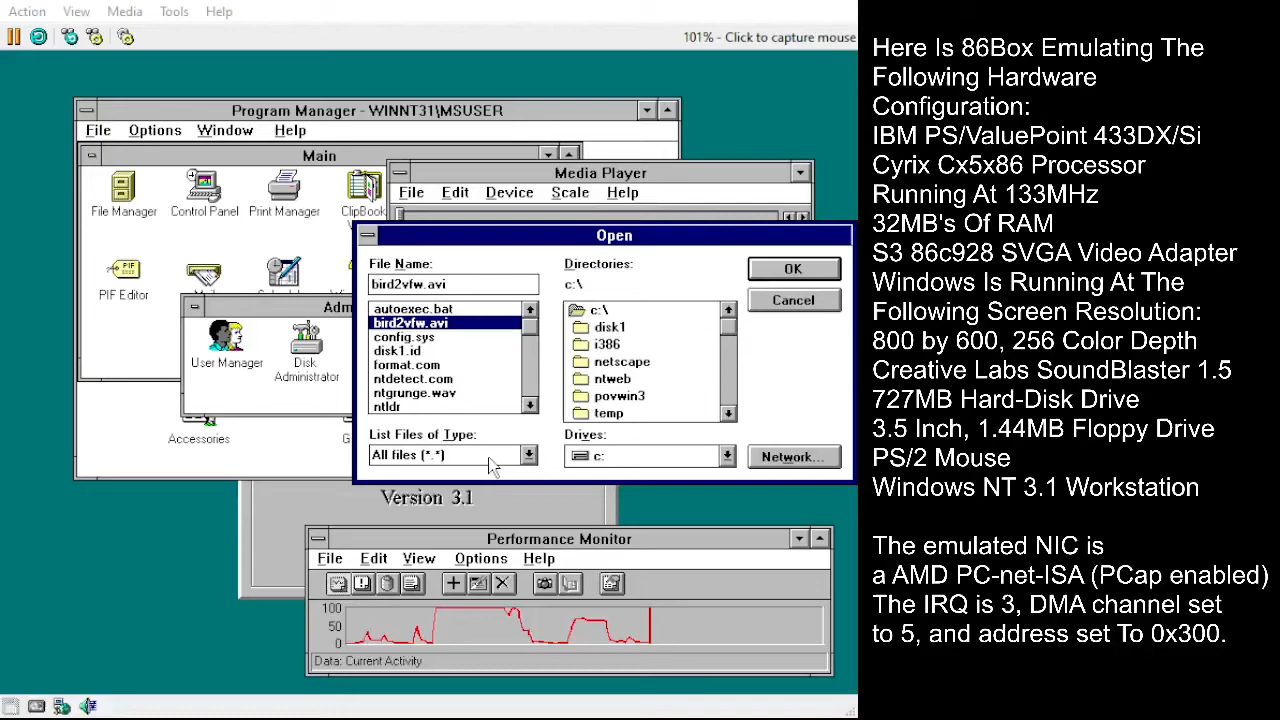 Action View Media Tools Help
101% - Click to capture mouse
Program Manager - WINNT31\MSUSER
File Options Window Help
Main
File Manager
Control Panel
Print Manager
PIF Editor
User Manager
Disk
Administrator
Accessories
Media Player
File Edit Device Scale Help
Open
File Name:
bird2vfw.avi
autoexec.bat
bird2vfw.avi
config.sys
disk1.id
format.com
ntdetect.com
ntgrunge.wav
ntldr
List Files of Type:
All files (*.*)
Directories:
c:\
c:\
disk1
i386
netscape
ntweb
povwin3
temp
Drives:
c:
OK
Cancel
Network...
Version 3.1
Performance Monitor
File Edit View Options Help
100
50
0
Data: Current Activity
Here Is 86Box Emulating The
Following Hardware
Configuration:
IBM PS/ValuePoint 433DX/Si
Cyrix Cx5x86 Processor
Running At 133MHz
32MB's Of RAM
S3 86c928 SVGA Video Adapter
Windows Is Running At The
Following Screen Resolution:
800 by 600, 256 Color Depth
Creative Labs SoundBlaster 1.5
727MB Hard-Disk Drive
3.5 Inch, 1.44MB Floppy Drive
PS/2 Mouse
Windows NT 3.1 Workstation
The emulated NIC is
a AMD PC-net-ISA (PCap enabled)
The IRQ is 3, DMA channel set
to 5, and address set To 0x300.